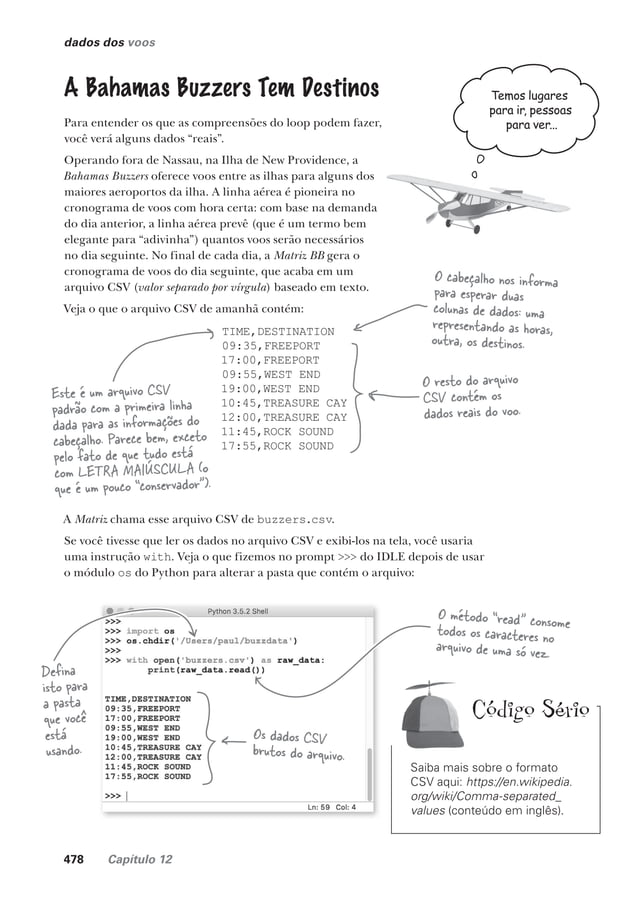 dados dos voos
A Bahamas Buzzers Tem Destinos
Temos lugares
para ir, pessoas
para ver...
Para entender os que as compreensões do loop podem fazer,
você verá alguns dados “reais”.
Operando fora de Nassau, na Ilha de New Providence, a
Bahamas Buzzers oferece voos entre as ilhas para alguns dos
maiores aeroportos da ilha. A linha aérea é pioneira no
cronograma de voos com hora certa: com base na demanda
do dia anterior, a linha aérea prevê (que é um termo bem
elegante para “adivinha”) quantos voos serão necessários
no dia seguinte. No final de cada dia, a Matriz BB gera o
cronograma de voos do dia seguinte, que acaba em um
arquivo CSV (valor separado por vírgula) baseado em texto.
Veja o que o arquivo CSV de amanhã contém:
O cabeçalho nos informa
para esperar duas
colunas de dados: uma
representando as horas,
outra, os destinos.
TIME,DESTINATION
09:35,FREEPORT
17:00,FREEPORT
09:55,WEST END
19:00,WEST END
10:45,TREASURE CAY
12:00,TREASURE CAY
11:45,ROCK SOUND
17:55,ROCK SOUND
O resto do arquivo
CSV contém os
dados reais do voo.
Este é um arquivo CSV
padrão com a primeira linha
dada para as informações do
cabeçalho. Parece bem, exceto
pelo fato de que tudo está
com LETRA MAIÚSCULA (o
que é um pouco “conservador”).
A Matriz chama esse arquivo CSV de buzzers.csv.
Se você tivesse que ler os dados no arquivo CSV e exibi-los na tela, você usaria
uma instrução with. Veja o que fizemos no prompt >>> do IDLE depois de usar
o módulo os do Python para alterar a pasta que contém o arquivo:
Python 3.5.2 Shell
>>>
>>> import os
>>> os.chdir('/Users/paul/buzzdata')
>>>
>>> with open('buzzers.csv') as raw_data:
print(raw_data.read())
TIME,DESTINATION
09:35,FREEPORT
17:00,FREEPORT
09:55,WEST END
19:00,WEST END
10:45,TREASURE CAY
12:00,TREASURE CAY
11:45,ROCK SOUND
17:55,ROCK SOUND
>>>
Ln: 59 Col: 4
Defina
isto para
a pasta
que você
está
usando.
Os dados CSV
brutos do arquivo.
O método “read” consome
todos os caracteres no
arquivo de uma só vez.
Código Sério
Saiba mais sobre o formato
CSV aqui: https://en.wikipedia.
org/wiki/Comma-separated_
values (conteúdo em inglês).
478 Capítulo 12